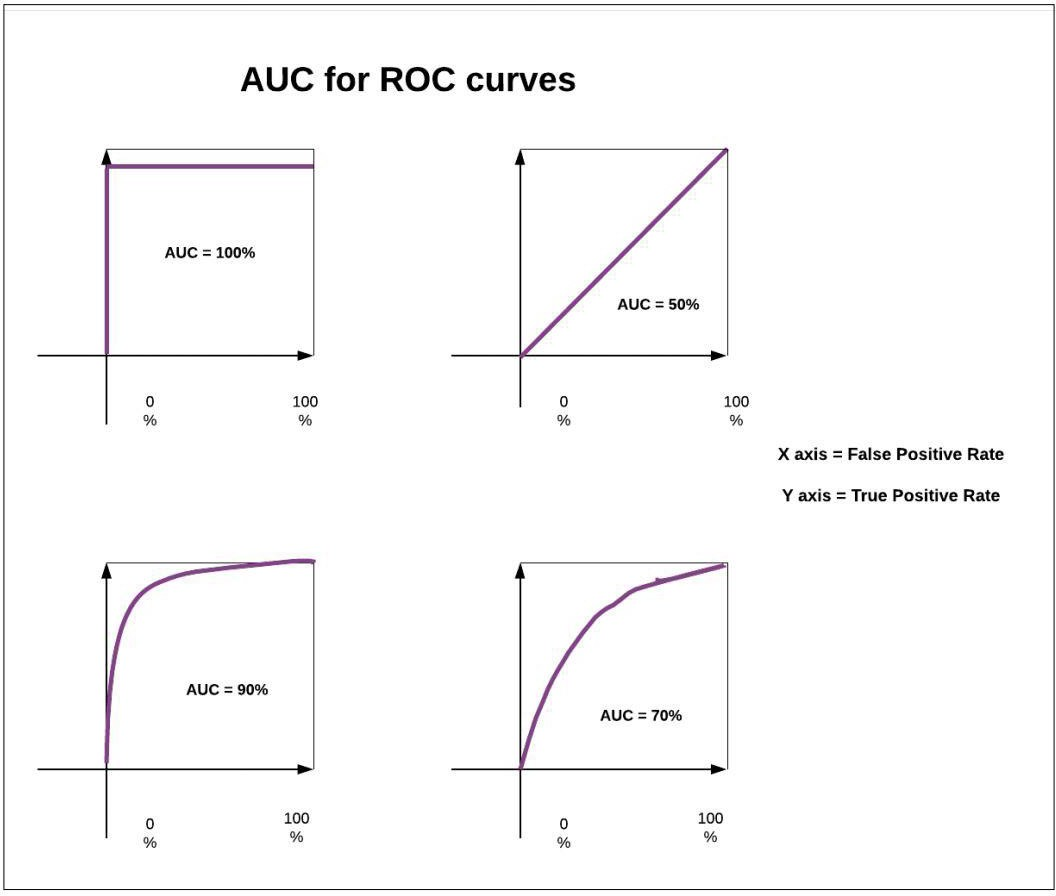 AUC for ROC curves
AUC = 100%
AUC = 50%
0
%
100
%
0
%
100
%
X axis = False Positive Rate
Y axis = True Positive Rate
AUC = 90%
AUC = 70%
0
%
100
%
0
%
100
%